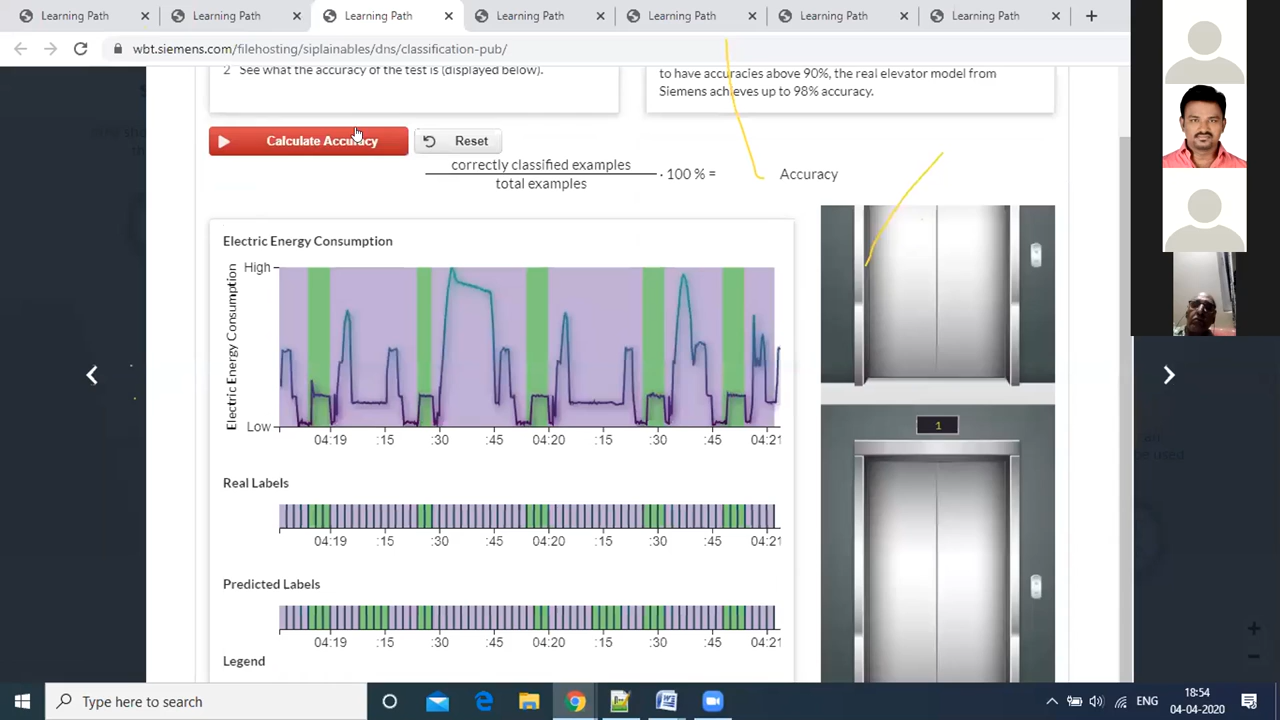 Learning Path
Learning Path
Learning Path
Learning Path
Learning Path
Learning Path
Learning Path
wbt.siemens.com/filehosting/siplainables/dns/classification-pub/
2 See what the accuracy of the test is (displayed below).
to have accuracies above 90%, the real elevator model from
Siemens achieves up to 98% accuracy.
Calculate Accuracy
Reset
correctly classified examples
total examples
· 100 % =
Accuracy
Electric Energy Consumption
Electric Energy Consumption
High
Low
04:19 :15 :30 :45 04:20 :15 :30 :45 04:21
1
Real Labels
04:19 :15 :30 :45 04:20 :15 :30 :45 04:21
Predicted Labels
04:19 :15 :30 :45 04:20 :15 :30 :45 04:21
Legend
Type here to search
ENG
18:54
04-04-2020